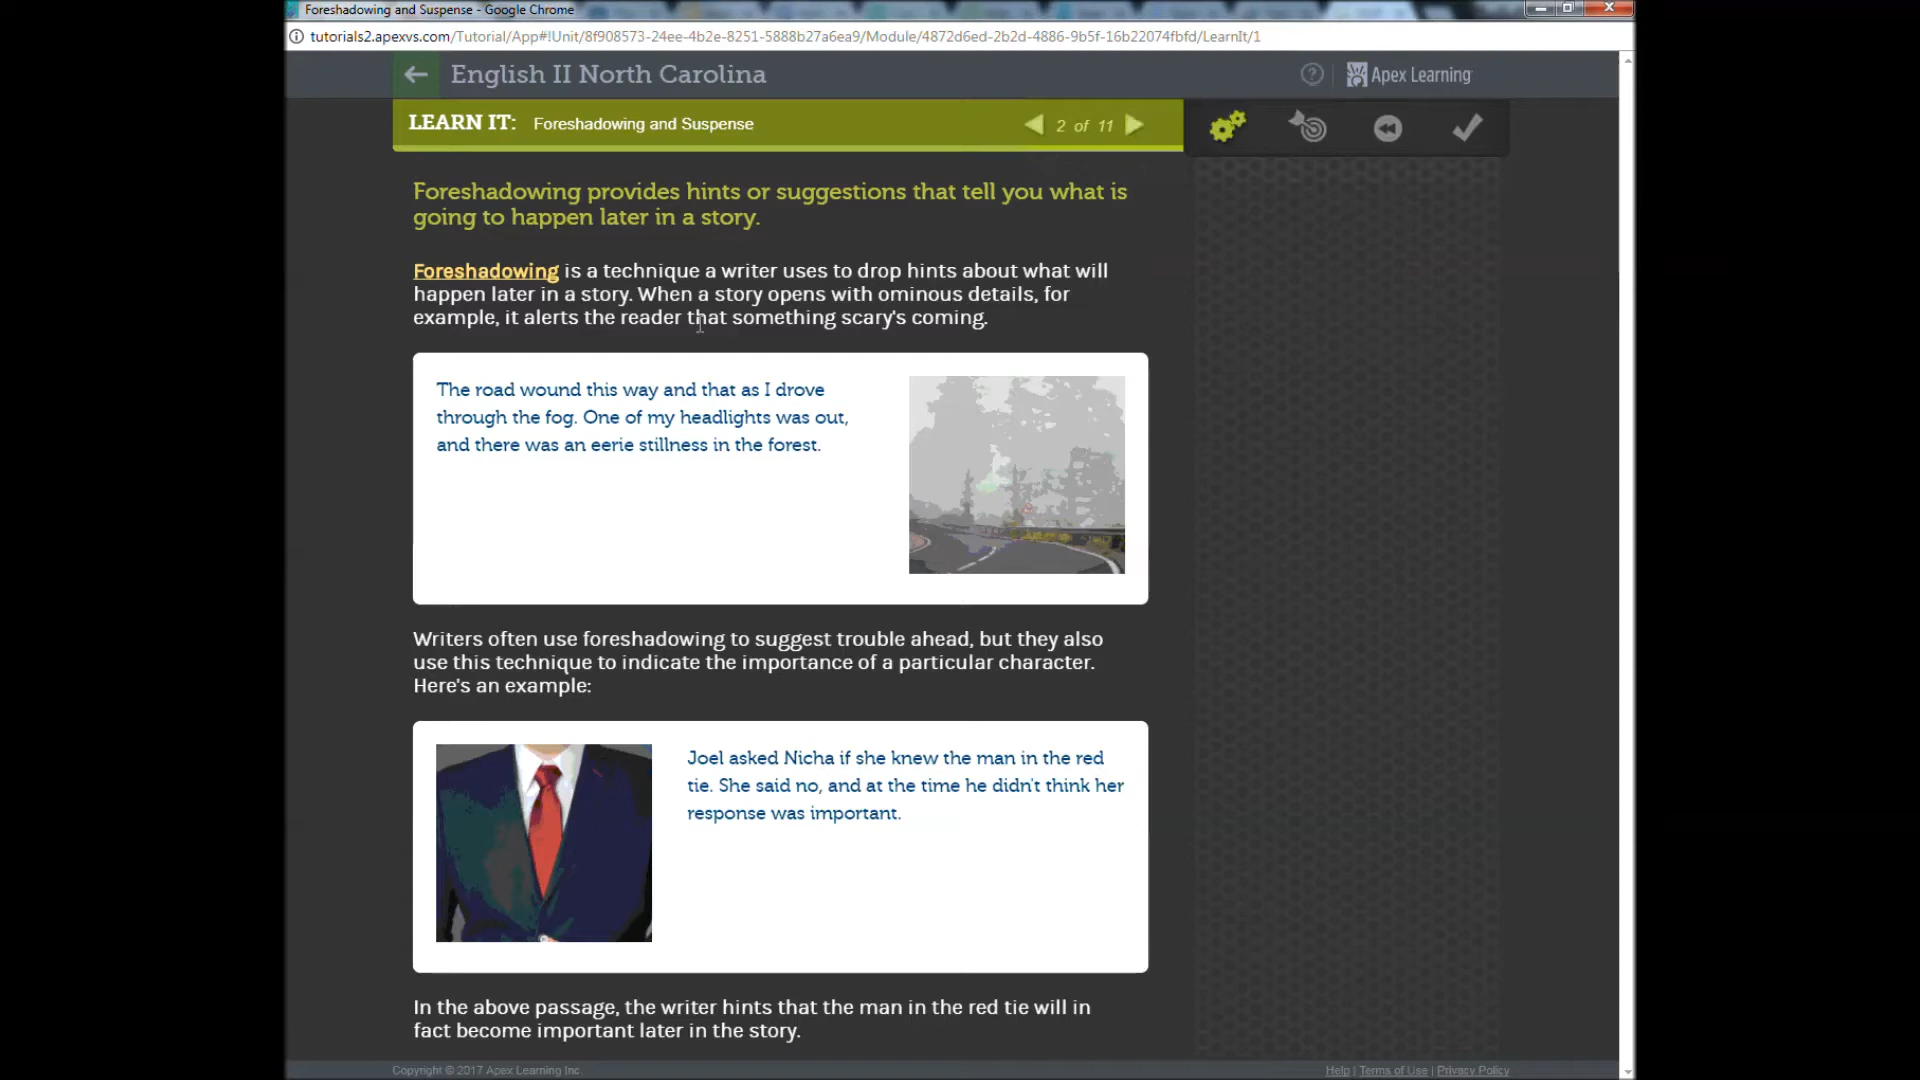 Foreshadowing and Suspense - Google Chrome
tutorials2.apexvs.com/Tutorial/App#!Unit/8f908573-24ee-4b2e-8251-5888b27a6ea9/Module/4872d6ed-2b2d-4886-9b5f-16b22074fbfd/LearnIt/1
English II North Carolina
? Apex Learning
LEARN IT: Foreshadowing and Suspense
2 of 11
Foreshadowing provides hints or suggestions that tell you what is
going to happen later in a story.
Foreshadowing is a technique a writer uses to drop hints about what will
happen later in a story. When a story opens with ominous details, for
example, it alerts the reader that something scary's coming.
The road wound this way and that as I drove
through the fog. One of my headlights was out,
and there was an eerie stillness in the forest.
Writers often use foreshadowing to suggest trouble ahead, but they also
use this technique to indicate the importance of a particular character.
Here's an example:
Joel asked Nicha if she knew the man in the red
tie. She said no, and at the time he didn't think her
response was important.
In the above passage, the writer hints that the man in the red tie will in
fact become important later in the story.
Copyright © 2017 Apex Learning Inc.
Help | Terms of Use | Privacy Policy